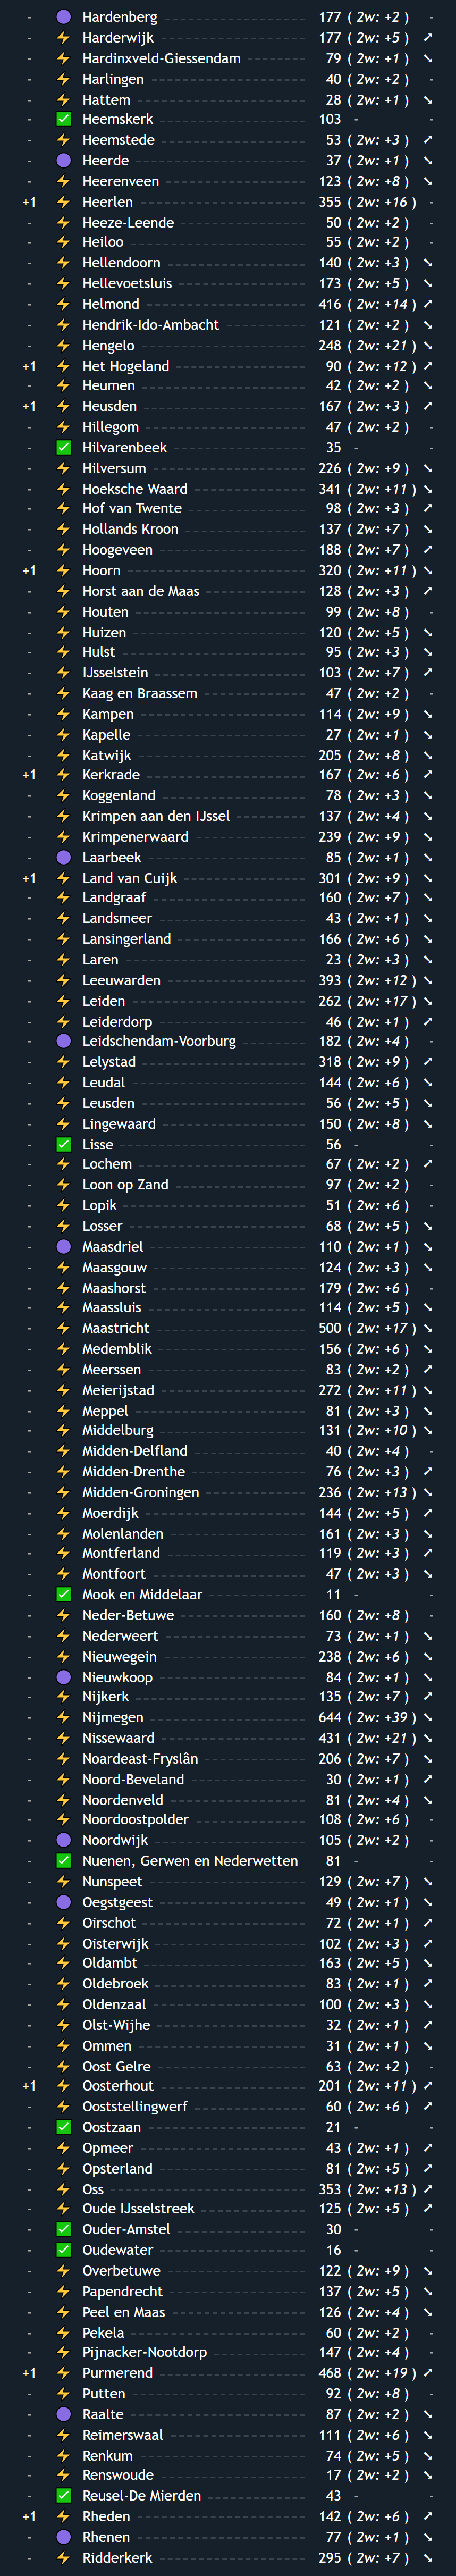 - Hardenberg 177 ( 2w: +2 ) -
- Harderwijk 177 ( 2w: +5 ) ↗
- Hardinxveld-Giessendam 79 ( 2w: +1 ) ↘
- Harlingen 40 ( 2w: +2 ) -
- Hattem 28 ( 2w: +1 ) ↘
- Heemskerk 103 - -
- Heemstede 53 ( 2w: +3 ) ↗
- Heerde 37 ( 2w: +1 ) ↘
- Heerenveen 123 ( 2w: +8 ) ↘
+1 Heerlen 355 ( 2w: +16 ) -
- Heeze-Leende 50 ( 2w: +2 ) -
- Heiloo 55 ( 2w: +2 ) -
- Hellendoorn 140 ( 2w: +3 ) ↘
- Hellevoetsluis 173 ( 2w: +5 ) ↘
- Helmond 416 ( 2w: +14 ) ↗
- Hendrik-Ido-Ambacht 121 ( 2w: +2 ) ↘
- Hengelo 248 ( 2w: +21 ) ↘
+1 Het Hogeland 90 ( 2w: +12 ) ↗
- Heumen 42 ( 2w: +2 ) ↘
+1 Heusden 167 ( 2w: +3 ) ↗
- Hillegom 47 ( 2w: +2 ) -
- Hilvarenbeek 35 - -
- Hilversum 226 ( 2w: +9 ) ↘
- Hoeksche Waard 341 ( 2w: +11 ) ↘
- Hof van Twente 98 ( 2w: +3 ) ↗
- Hollands Kroon 137 ( 2w: +7 ) ↘
- Hoogeveen 188 ( 2w: +7 ) ↗
+1 Hoorn 320 ( 2w: +11 ) ↘
- Horst aan de Maas 128 ( 2w: +3 ) ↗
- Houten 99 ( 2w: +8 ) -
- Huizen 120 ( 2w: +5 ) ↘
- Hulst 95 ( 2w: +3 ) ↘
- IJsselstein 103 ( 2w: +7 ) ↗
- Kaag en Braassem 47 ( 2w: +2 ) -
- Kampen 114 ( 2w: +9 ) ↘
- Kapelle 27 ( 2w: +1 ) ↘
- Katwijk 205 ( 2w: +8 ) ↘
+1 Kerkrade 167 ( 2w: +6 ) ↗
- Koggenland 78 ( 2w: +3 ) ↘
- Krimpen aan den IJssel 137 ( 2w: +4 ) ↘
- Krimpenerwaard 239 ( 2w: +9 ) ↘
- Laarbeek 85 ( 2w: +1 ) ↘
+1 Land van Cuijk 301 ( 2w: +9 ) ↘
- Landgraaf 160 ( 2w: +7 ) ↘
- Landsmeer 43 ( 2w: +1 ) ↘
- Lansingerland 166 ( 2w: +6 ) ↘
- Laren 23 ( 2w: +3 ) ↘
- Leeuwarden 393 ( 2w: +12 ) ↘
- Leiden 262 ( 2w: +17 ) ↘
- Leiderdorp 46 ( 2w: +1 ) ↗
- Leidschendam-Voorburg 182 ( 2w: +4 ) -
- Lelystad 318 ( 2w: +9 ) ↗
- Leudal 144 ( 2w: +6 ) ↘
- Leusden 56 ( 2w: +5 ) ↘
- Lingewaard 150 ( 2w: +8 ) ↘
- Lisse 56 - -
- Lochem 67 ( 2w: +2 ) ↗
- Loon op Zand 97 ( 2w: +2 ) -
- Lopik 51 ( 2w: +6 ) -
- Losser 68 ( 2w: +5 ) ↘
- Maasdriel 110 ( 2w: +1 ) ↘
- Maasgouw 124 ( 2w: +3 ) ↘
- Maashorst 179 ( 2w: +6 ) -
- Maassluis 114 ( 2w: +5 ) ↘
- Maastricht 500 ( 2w: +17 ) ↘
- Medemblik 156 ( 2w: +6 ) ↘
- Meerssen 83 ( 2w: +2 ) ↗
- Meierijstad 272 ( 2w: +11 ) ↘
- Meppel 81 ( 2w: +3 ) ↘
- Middelburg 131 ( 2w: +10 ) ↘
- Midden-Delfland 40 ( 2w: +4 ) -
- Midden-Drenthe 76 ( 2w: +3 ) ↗
- Midden-Groningen 236 ( 2w: +13 ) ↘
- Moerdijk 144 ( 2w: +5 ) ↗
- Molenlanden 161 ( 2w: +3 ) ↘
- Montferland 119 ( 2w: +3 ) ↗
- Montfoort 47 ( 2w: +3 ) ↘
- Mook en Middelaar 11 - -
- Neder-Betuwe 160 ( 2w: +8 ) -
- Nederweert 73 ( 2w: +1 ) ↘
- Nieuwegein 238 ( 2w: +6 ) ↘
- Nieuwkoop 84 ( 2w: +1 ) ↘
- Nijkerk 135 ( 2w: +7 ) ↗
- Nijmegen 644 ( 2w: +39 ) ↘
- Nissewaard 431 ( 2w: +21 ) ↘
- Noardeast-Fryslân 206 ( 2w: +7 ) ↘
- Noord-Beveland 30 ( 2w: +1 ) ↗
- Noordenveld 81 ( 2w: +4 ) ↘
- Noordoostpolder 108 ( 2w: +6 ) -
- Noordwijk 105 ( 2w: +2 ) -
- Nuenen, Gerwen en Nederwetten 81 - -
- Nunspeet 129 ( 2w: +7 ) ↘
- Oegstgeest 49 ( 2w: +1 ) ↘
- Oirschot 72 ( 2w: +1 ) ↗
- Oisterwijk 102 ( 2w: +3 ) ↗
- Oldambt 163 ( 2w: +5 ) ↘
- Oldebroek 83 ( 2w: +1 ) ↗
- Oldenzaal 100 ( 2w: +3 ) ↘
- Olst-Wijhe 32 ( 2w: +1 ) ↗
- Ommen 31 ( 2w: +1 ) ↘
- Oost Gelre 63 ( 2w: +2 ) -
+1 Oosterhout 201 ( 2w: +11 ) ↗
- Ooststellingwerf 60 ( 2w: +6 ) ↗
- Oostzaan 21 - -
- Opmeer 43 ( 2w: +1 ) ↗
- Opsterland 81 ( 2w: +5 ) ↗
- Oss 353 ( 2w: +13 ) ↗
- Oude IJsselstreek 125 ( 2w: +5 ) ↗
- Ouder-Amstel 30 - -
- Oudewater 16 - -
- Overbetuwe 122 ( 2w: +9 ) ↘
- Papendrecht 137 ( 2w: +5 ) ↘
- Peel en Maas 126 ( 2w: +4 ) ↘
- Pekela 60 ( 2w: +2 ) -
- Pijnacker-Nootdorp 147 ( 2w: +4 ) -
+1 Purmerend 468 ( 2w: +19 ) ↗
- Putten 92 ( 2w: +8 ) -
- Raalte 87 ( 2w: +2 ) ↘
- Reimerswaal 111 ( 2w: +6 ) ↘
- Renkum 74 ( 2w: +5 ) ↘
- Renswoude 17 ( 2w: +2 ) ↘
- Reusel-De Mierden 43 - -
+1 Rheden 142 ( 2w: +6 ) ↗
- Rhenen 77 ( 2w: +1 ) ↘
- Ridderkerk 295 ( 2w: +7 ) ↘